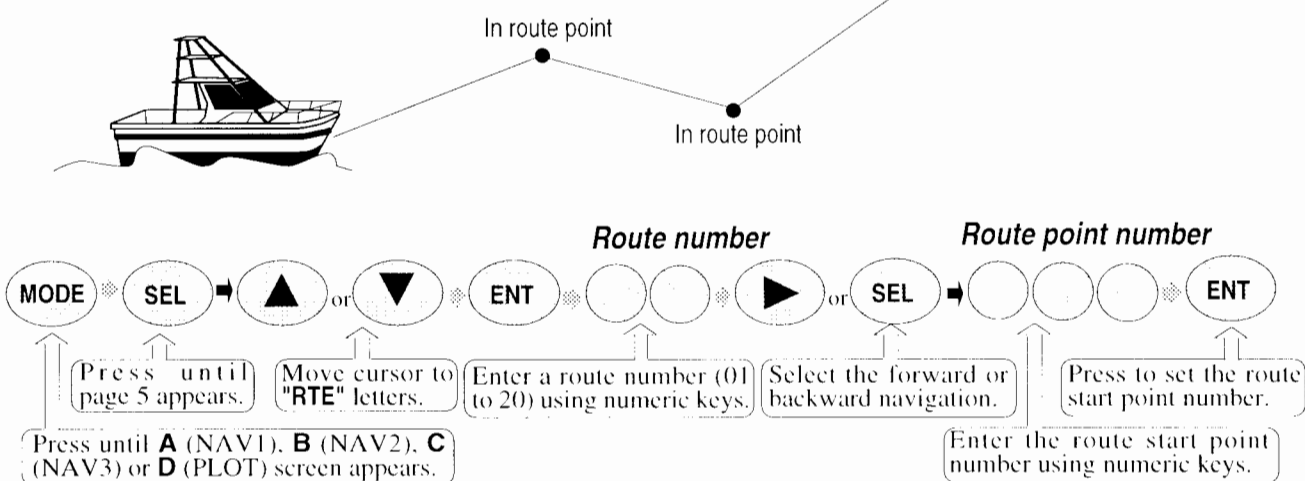 In route point
In route point
Route number
Route point number
MODE SEL ▲ or ▼ ENT ▶ or SEL ENT
Press until
page 5 appears.
Move cursor to
"RTE" letters.
Enter a route number (01
to 20) using numeric keys.
Select the forward or
backward navigation.
Press to set the route
start point number.
Press until A (NAV1), B (NAV2), C
(NAV3) or D (PLOT) screen appears.
Enter the route start point
number using numeric keys.